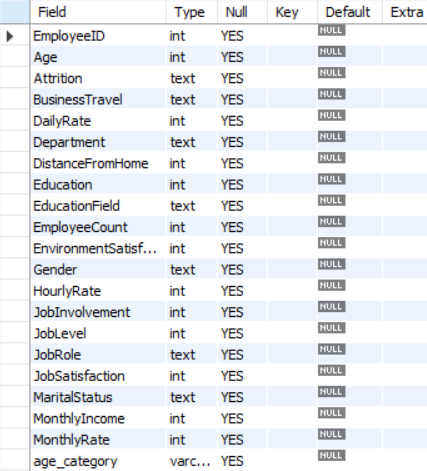 Field Type Null Key Default Extra
EmployeeID int YES NULL
Age int YES NULL
Attrition text YES NULL
BusinessTravel text YES NULL
DailyRate int YES NULL
Department text YES NULL
DistanceFromHome int YES NULL
Education int YES NULL
EducationField text YES NULL
EmployeeCount int YES NULL
EnvironmentSatisf... int YES NULL
Gender text YES NULL
HourlyRate int YES NULL
JobInvolvement int YES NULL
JobLevel int YES NULL
JobRole text YES NULL
JobSatisfaction int YES NULL
MaritalStatus text YES NULL
MonthlyIncome int YES NULL
MonthlyRate int YES NULL
age_category varc... YES NULL